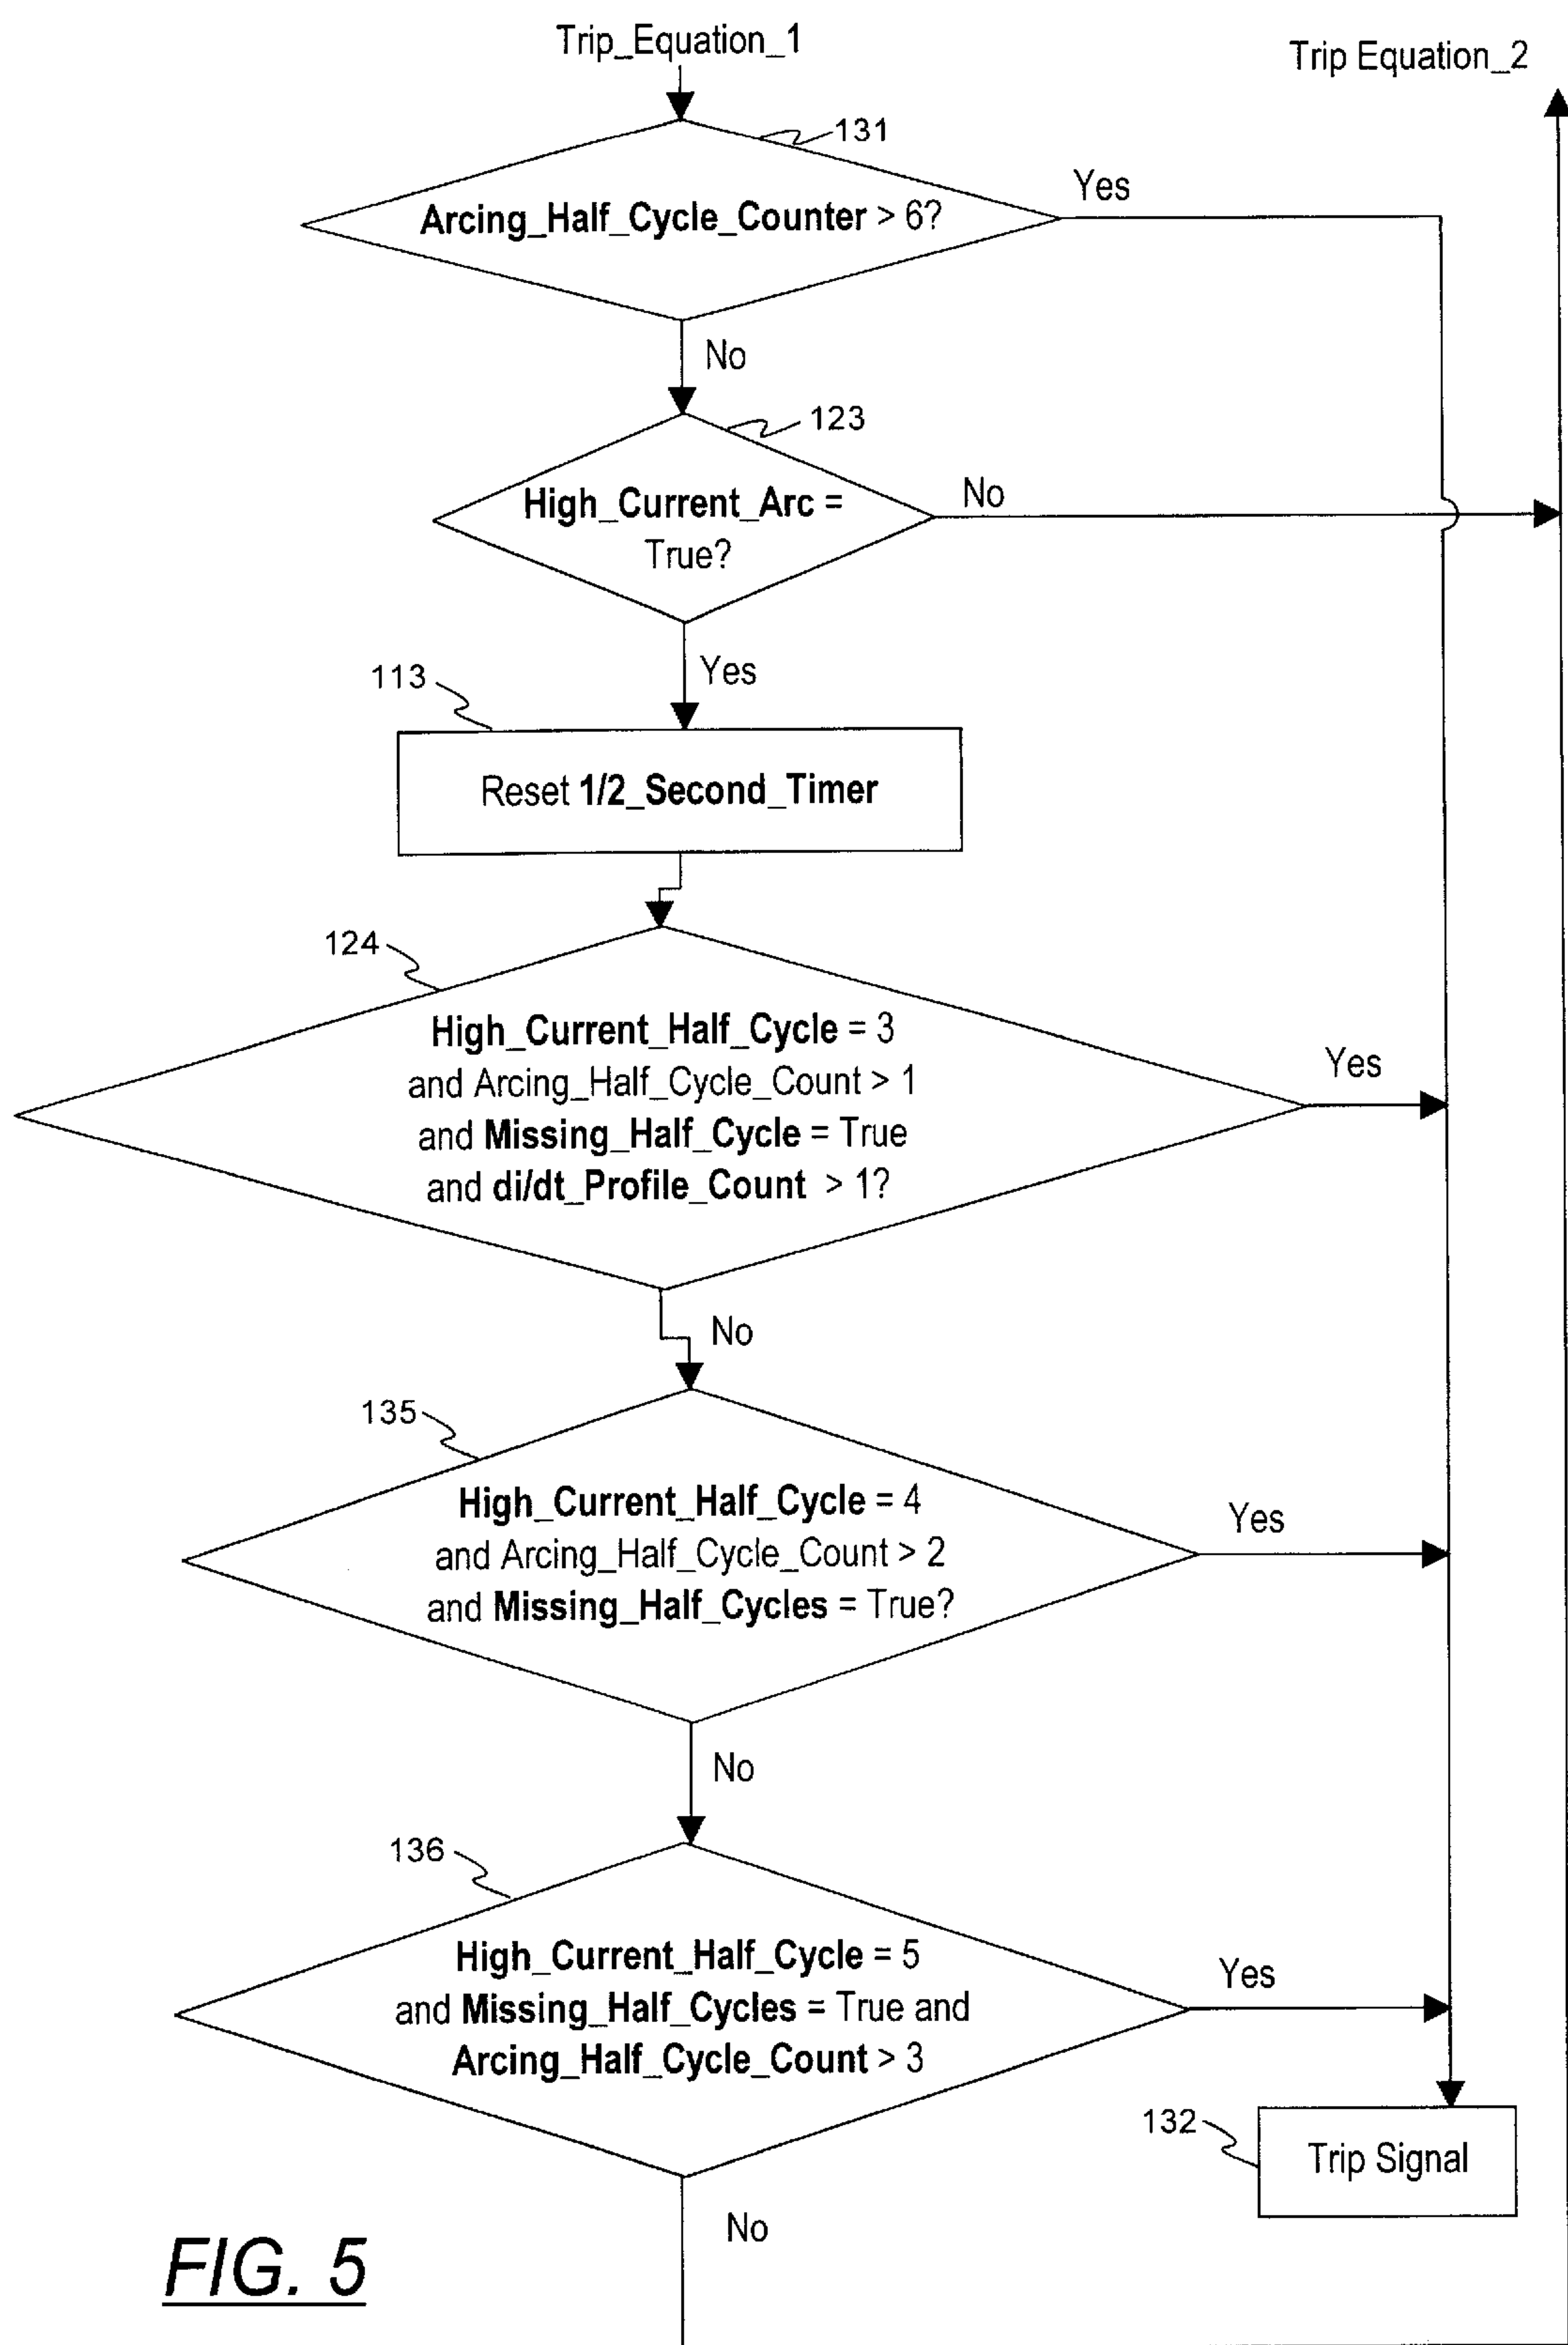 Trip_Equation_1
Trip Equation_2
131
Arcing_Half_Cycle_Counter > 6?
Yes
No
123
High_Current_Arc =
True?
No
Yes
113
Reset 1/2_Second_Timer
124
High_Current_Half_Cycle = 3
and Arcing_Half_Cycle_Count > 1
and Missing_Half_Cycle = True
and di/dt_Profile_Count > 1?
Yes
No
135
High_Current_Half_Cycle = 4
and Arcing_Half_Cycle_Count > 2
and Missing_Half_Cycles = True?
Yes
No
136
High_Current_Half_Cycle = 5
and Missing_Half_Cycles = True and
Arcing_Half_Cycle_Count > 3
Yes
132
Trip Signal
No
FIG. 5